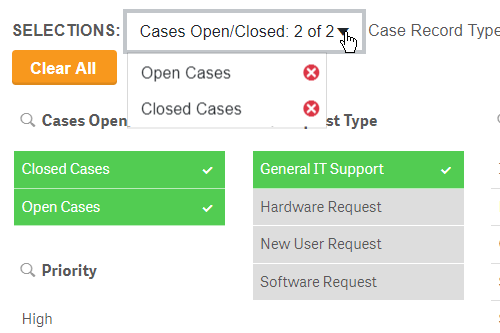 SELECTIONS: Cases Open/Closed: 2 of 2 Case Record Type
Clear All
Open Cases
Closed Cases
Cases Open
Type
Closed Cases
Open Cases
General IT Support
Hardware Request
New User Request
Software Request
Priority
High